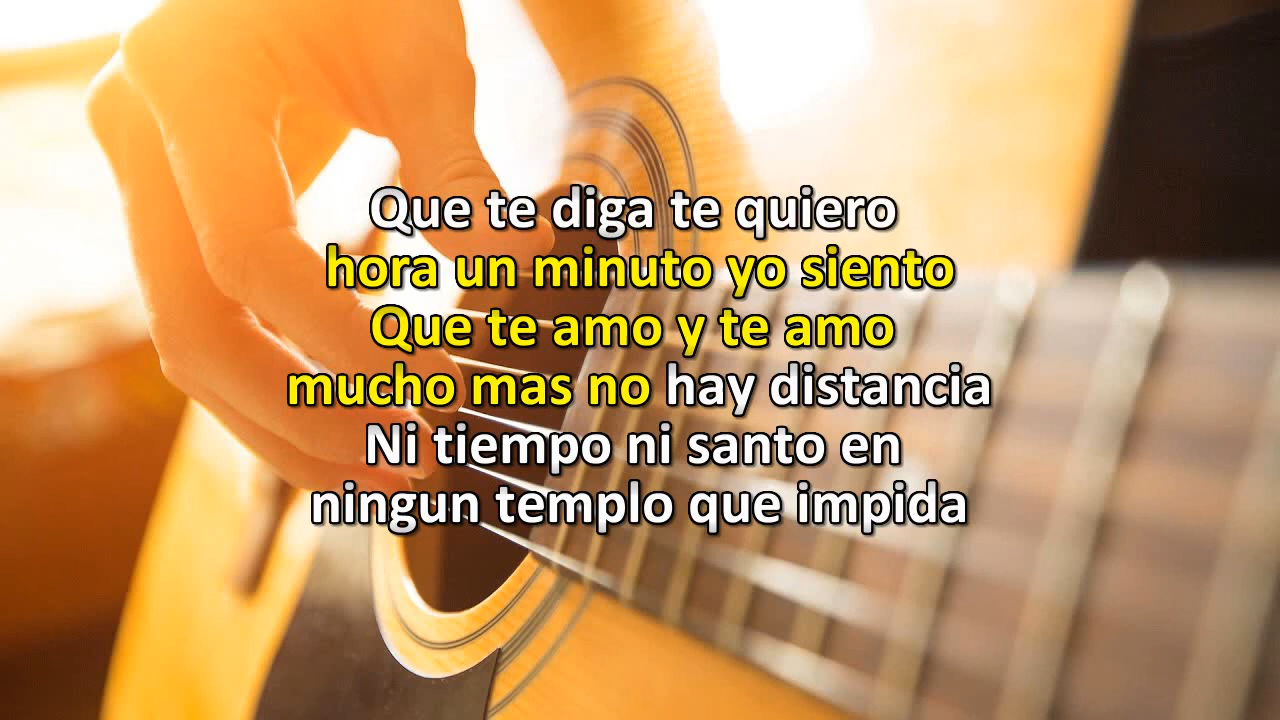 Que te diga te quiero
hora un minuto yo siento
Que te amo y te amo
mucho mas no hay distancia
Ni tiempo ni santo en
ningun templo que impida